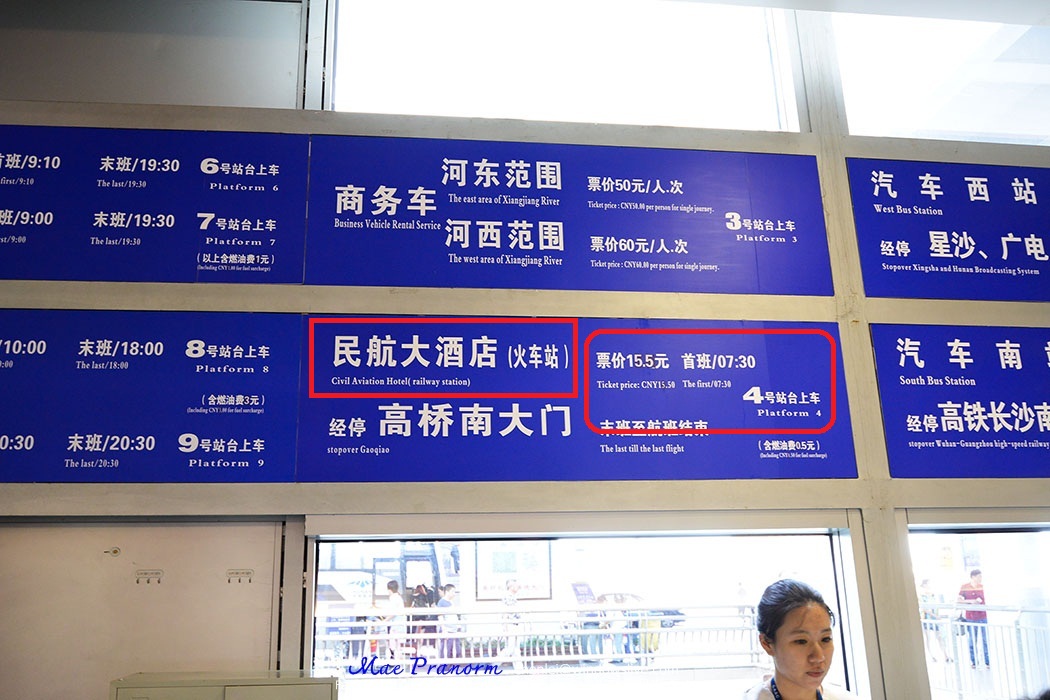 首班/9:10 末班/19:30 6号站台上车
first/9:10 The last/19:30 Platform 6
班/9:00 末班/19:30 7号站台上车
first/9:00 The last/19:30 Platform 7
(以上含燃油费1元)
(Including CNY1.00 for fuel surcharge)
商务车
Business Vehicle Rental Service
河东范围
The east area of Xiangjiang River
河西范围
The west area of Xiangjiang River
票价50元/人.次
Ticket price : CNY50.00 per person for single journey.
票价60元/人.次
Ticket price : CNY60.00 per person for single journey.
3号站台上车
Platform 3
汽车西站
West Bus Station
经停 星沙、广电
Stopover Xingsha and Hunan Broadcasting System
/10:00 末班/18:00 8号站台上车
The last/18:00 Platform 8
(含燃油费3元)
0:30 末班/20:30 9号站台上车
The last/20:30 Platform 9
民航大酒店(火车站)
Civil Aviation Hotel( railway station)
经停 高桥南大门
stopover Gaoqiao
票价15.5元 首班/07:30
Ticket price: CNY15.50 The first/07:30
4号站台上车
Platform 4
末班至航班结束
The last till the last flight
(含燃油费0.5元)
汽车南
South Bus Station
经停高铁长沙南
stopover Wuhan-Guangzhou high-speed railway
Mae Pranorm